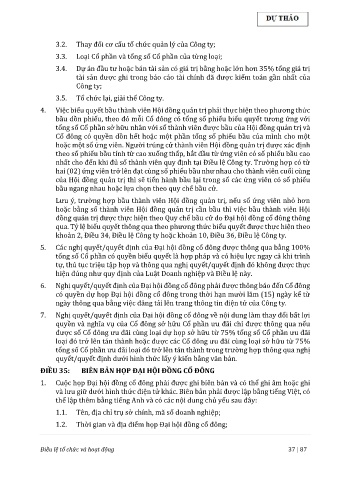 DỰ THẢO
3.2. Thay đổi cơ cấu tổ chức quản lý của Công ty;
3.3. Loại Cổ phần và tổng số Cổ phần của từng loại;
3.4. Dự án đầu tư hoặc bán tài sản có giá trị bằng hoặc lớn hơn 35% tổng giá trị
tài sản được ghi trong báo cáo tài chính đã được kiểm toán gần nhất của
Công ty;
3.5. Tổ chức lại, giải thể Công ty.
4. Việc biểu quyết bầu thành viên Hội đồng quản trị phải thực hiện theo phương thức
bầu dồn phiếu, theo đó mỗi Cổ đông có tổng số phiếu biểu quyết tương ứng với
tổng số Cổ phần sở hữu nhân với số thành viên được bầu của Hội đồng quản trị và
Cổ đông có quyền dồn hết hoặc một phần tổng số phiếu bầu của mình cho một
hoặc một số ứng viên. Người trúng cử thành viên Hội đồng quản trị được xác định
theo số phiếu bầu tính từ cao xuống thấp, bắt đầu từ ứng viên có số phiếu bầu cao
nhất cho đến khi đủ số thành viên quy định tại Điều lệ Công ty. Trường hợp có từ
hai (02) ứng viên trở lên đạt cùng số phiếu bầu như nhau cho thành viên cuối cùng
của Hội đồng quản trị thì sẽ tiến hành bầu lại trong số các ứng viên có số phiếu
bầu ngang nhau hoặc lựa chọn theo quy chế bầu cử.
Lưu ý, trường hợp bầu thành viên Hội đồng quản trị, nếu số ứng viên nhỏ hơn
hoặc bằng số thành viên Hội đồng quản trị cần bầu thì việc bầu thành viên Hội
đồng quản trị được thực hiện theo Quy chế bầu cử do Đại hội đồng cổ đông thông
qua. Tỷ lệ biểu quyết thông qua theo phương thức biểu quyết được thực hiện theo
khoản 2, Điều 34, Điều lệ Công ty hoặc khoản 10, Điều 36, Điều lệ Công ty.
5. Các nghị quyết/quyết định của Đại hội đồng cổ đông được thông qua bằng 100%
tổng số Cổ phần có quyền biểu quyết là hợp pháp và có hiệu lực ngay cả khi trình
tự, thủ tục triệu tập họp và thông qua nghị quyết/quyết định đó không được thực
hiện đúng như quy định của Luật Doanh nghiệp và Điều lệ này.
6. Nghị quyết/quyết định của Đại hội đồng cổ đông phải được thông báo đến Cổ đông
có quyền dự họp Đại hội đồng cổ đông trong thời hạn mười lăm (15) ngày kể từ
ngày thông qua bằng việc đăng tải lên trang thông tin điện tử của Công ty.
7. Nghị quyết/quyết định của Đại hội đồng cổ đông về nội dung làm thay đổi bất lợi
quyền và nghĩa vụ của Cổ đông sở hữu Cổ phần ưu đãi chỉ được thông qua nếu
được số Cổ đông ưu đãi cùng loại dự họp sở hữu từ 75% tổng số Cổ phần ưu đãi
loại đó trở lên tán thành hoặc được các Cổ đông ưu đãi cùng loại sở hữu từ 75%
tổng số Cổ phần ưu đãi loại đó trở lên tán thành trong trường hợp thông qua nghị
quyết/quyết định dưới hình thức lấy ý kiến bằng văn bản.
ĐIỀU 35: BIÊN BẢN HỌP ĐẠI HỘI ĐỒNG CỔ ĐÔNG
1. Cuộc họp Đại hội đồng cổ đông phải được ghi biên bản và có thể ghi âm hoặc ghi
và lưu giữ dưới hình thức điện tử khác. Biên bản phải được lập bằng tiếng Việt, có
thể lập thêm bằng tiếng Anh và có các nội dung chủ yếu sau đây:
1.1. Tên, địa chỉ trụ sở chính, mã số doanh nghiệp;
1.2. Thời gian và địa điểm họp Đại hội đồng cổ đông;
Điều lệ tổ chức và hoạt động 37 | 87